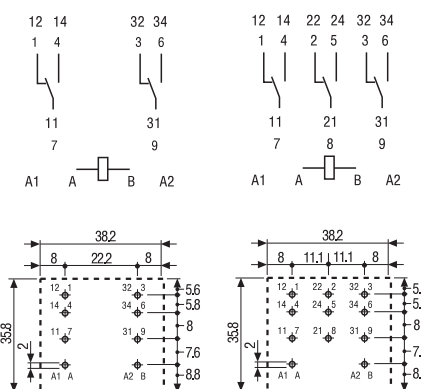 12 14 32 34
1 4 3 6
11 31
7 9
A1 A B A2
12 14 22 24 32 34
1 4 2 5 3 6
11 21 31
7 8 9
A1 A B A2
38.2
8 22.2 8
12 1 32 3
14 4 34 6
11 7 31 9
A1 A A2 B
35.8
2
5.6
5.8
8
7.6
8.8
38.2
8 11.1 11.1 8
12 1 22 2 32 3
14 4 24 5 34 6
11 7 21 8 31 9
A1 A A2 B
35.8
2
8